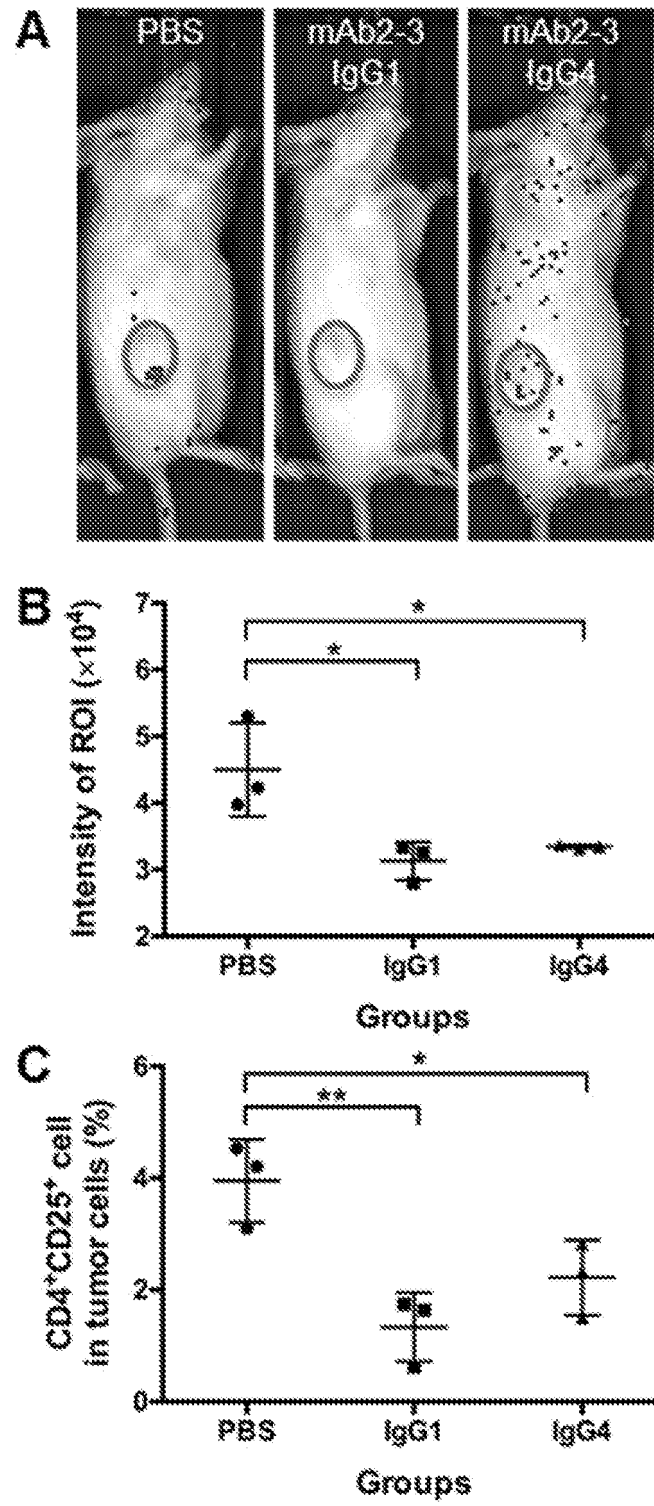 A
PBS
mAb2-3
IgG1
mAb2-3
IgG4
B
Intensity of ROI (×10⁴)
7
6
5
4
3
2
*
*
PBS
IgG1
IgG4
Groups
C
CD4⁺CD25⁺ cell
in tumor cells (%)
6
4
2
0
*
**
PBS
IgG1
IgG4
Groups